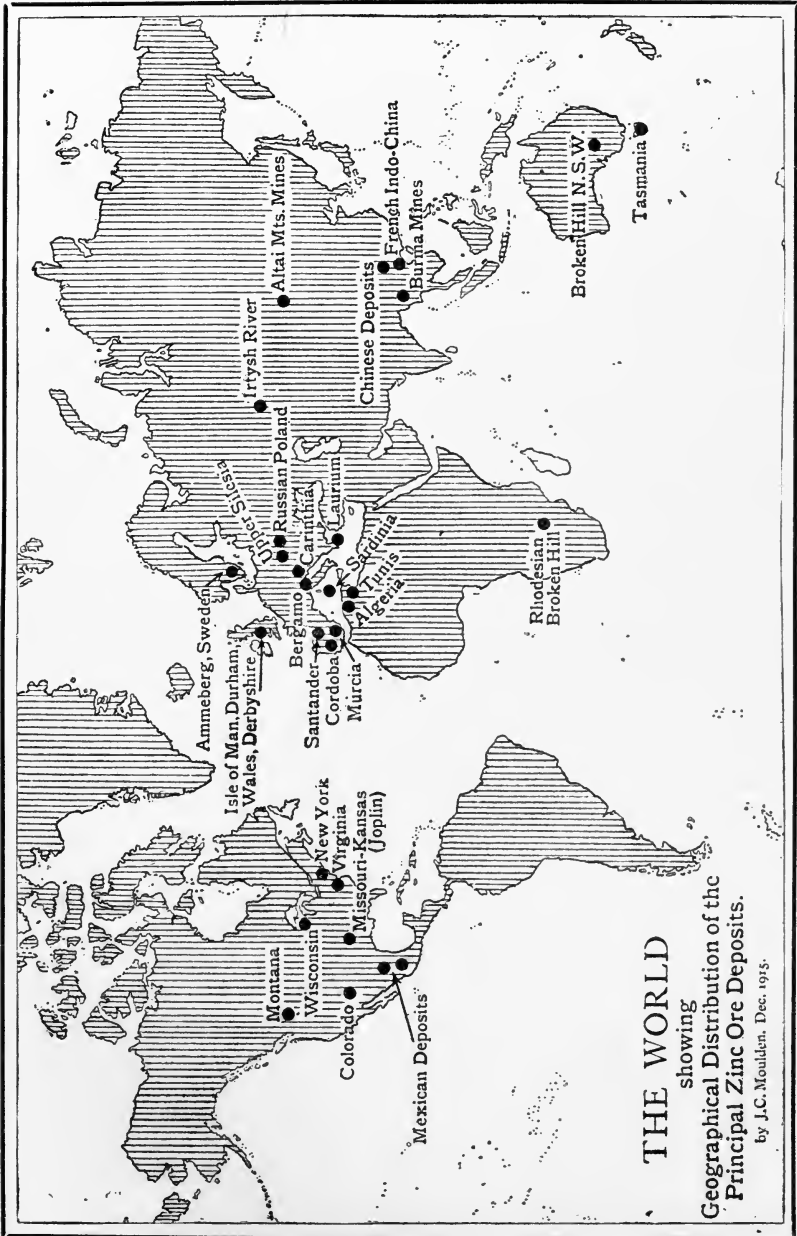 Ammeberg, Sweden
Isle of Man, Durham,
Wales, Derbyshire
Upper Silesia
Russian Poland
Carinthia
Bergamo
Laurium
Santander
Cordoba
Murcia
Sardinia
Tunis
Algeria
Irtysh River
Altai Mts. Mines
Chinese Deposits
French Indo-China
Burma Mines
Broken Hill N.S.W.
Tasmania
Rhodesian
Broken Hill
Montana
Wisconsin
New York
Virginia
Missouri-Kansas
(Joplin)
Colorado
Mexican Deposits
THE WORLD
showing
Geographical Distribution of the
Principal Zinc Ore Deposits.
by J.C. Moulden. Dec. 1915.